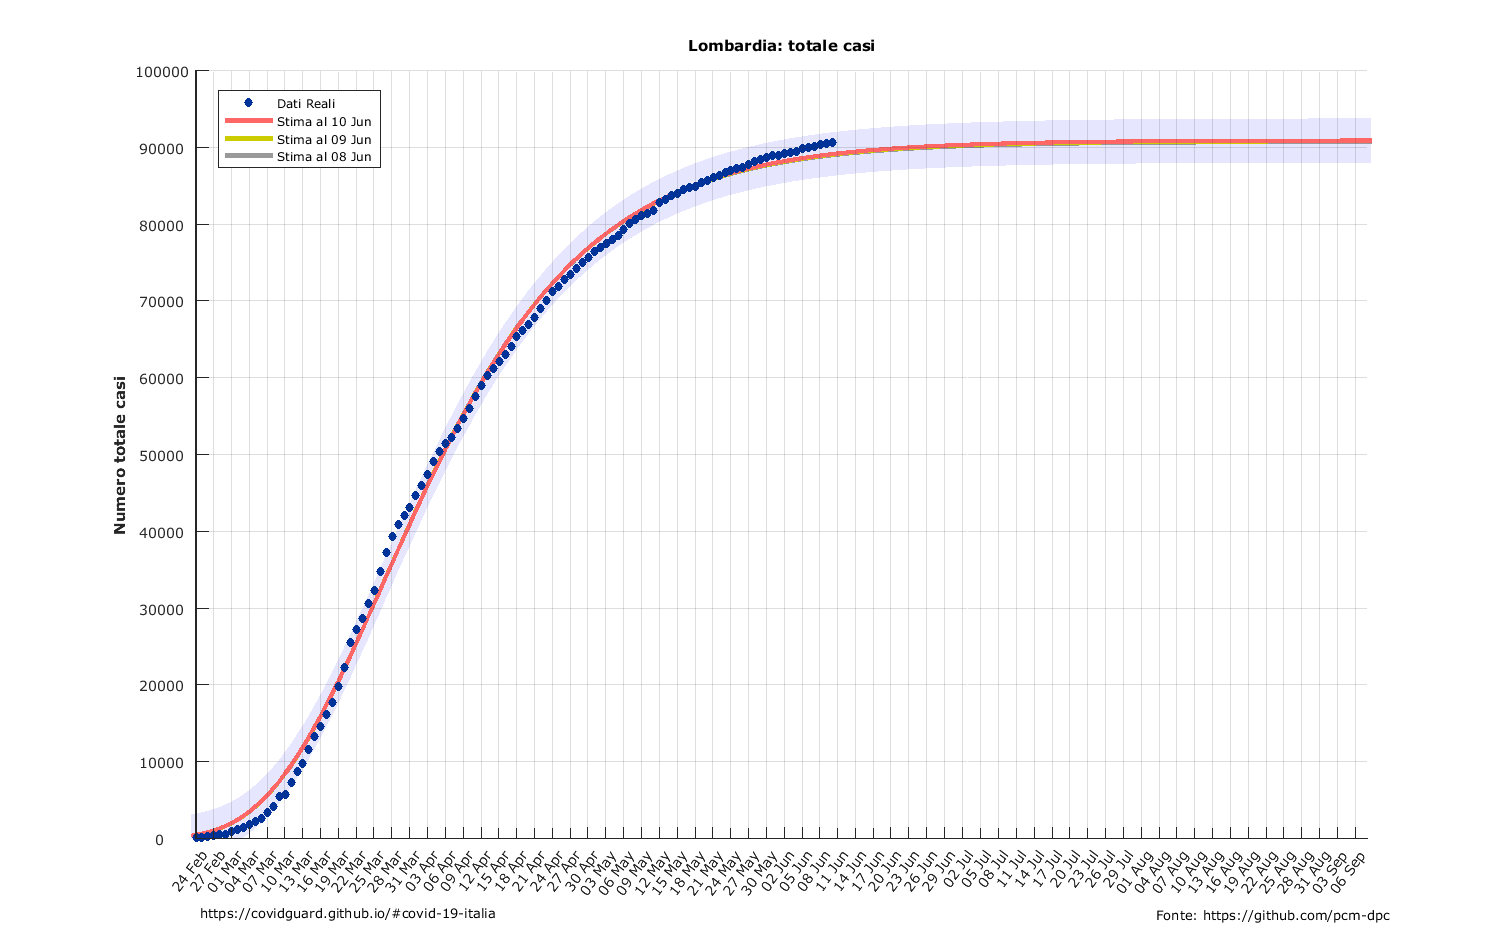 Lombardia: totale casi
100000
90000
80000
70000
60000
50000
40000
30000
20000
10000
0
Numero totale casi
Dati Reali
Stima al 10 Jun
Stima al 09 Jun
Stima al 08 Jun
24 Feb
27 Feb
01 Mar
04 Mar
07 Mar
10 Mar
13 Mar
16 Mar
19 Mar
22 Mar
25 Mar
28 Mar
31 Mar
03 Apr
06 Apr
09 Apr
12 Apr
15 Apr
18 Apr
21 Apr
24 Apr
27 Apr
30 Apr
03 May
06 May
09 May
12 May
15 May
18 May
21 May
24 May
27 May
30 May
02 Jun
05 Jun
08 Jun
11 Jun
14 Jun
17 Jun
20 Jun
23 Jun
26 Jun
29 Jun
02 Jul
05 Jul
08 Jul
11 Jul
14 Jul
17 Jul
20 Jul
23 Jul
26 Jul
29 Jul
01 Aug
04 Aug
07 Aug
10 Aug
13 Aug
16 Aug
19 Aug
22 Aug
25 Aug
28 Aug
31 Aug
03 Sep
06 Sep
https://covidguard.github.io/#covid-19-italia
Fonte: https://github.com/pcm-dpc